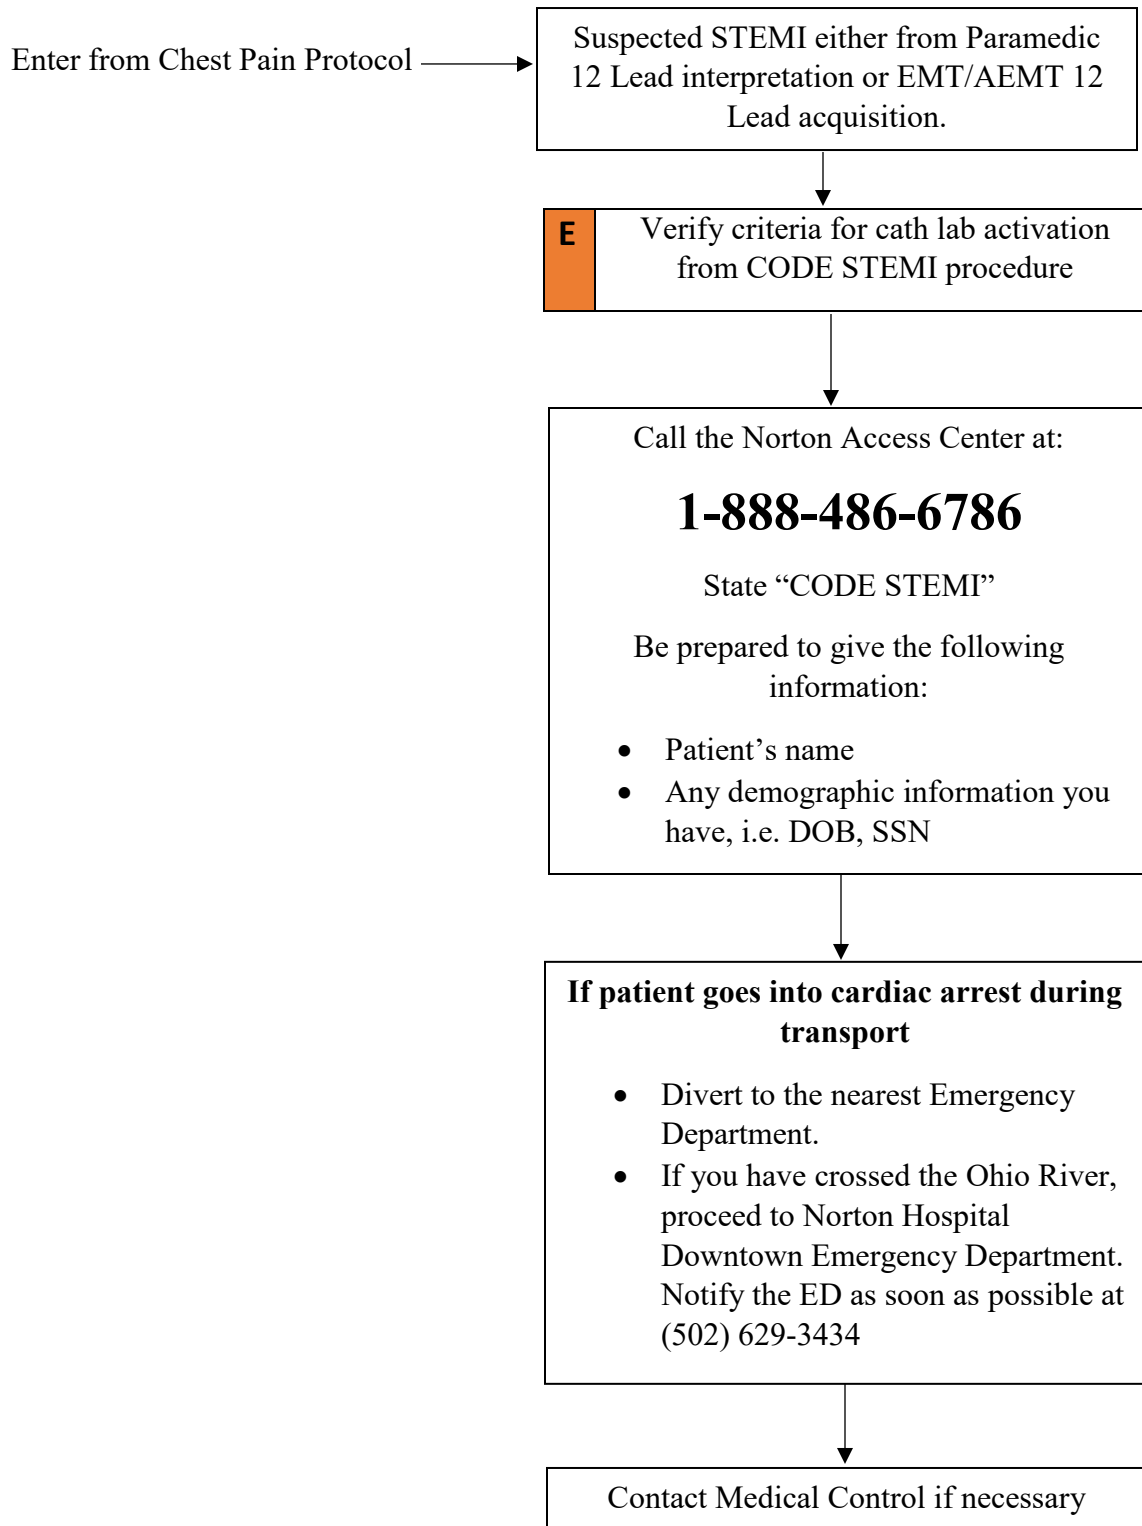 Enter from Chest Pain Protocol
Suspected STEMI either from Paramedic
12 Lead interpretation or EMT/AEMT 12
Lead acquisition.
E
Verify criteria for cath lab activation
from CODE STEMI procedure
Call the Norton Access Center at:
1-888-486-6786
State “CODE STEMI”
Be prepared to give the following
information:
• Patient’s name
• Any demographic information you
have, i.e. DOB, SSN
If patient goes into cardiac arrest during
transport
• Divert to the nearest Emergency
Department.
• If you have crossed the Ohio River,
proceed to Norton Hospital
Downtown Emergency Department.
Notify the ED as soon as possible at
(502) 629-3434
Contact Medical Control if necessary